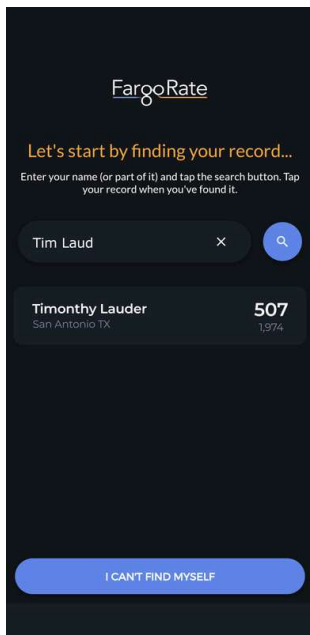 FargoRate
Let's start by finding your record...
Enter your name (or part of it) and tap the search button. Tap
your record when you've found it.
Tim Laud
Timonthy Lauder
507
San Antonio TX
1,974
I CAN'T FIND MYSELF